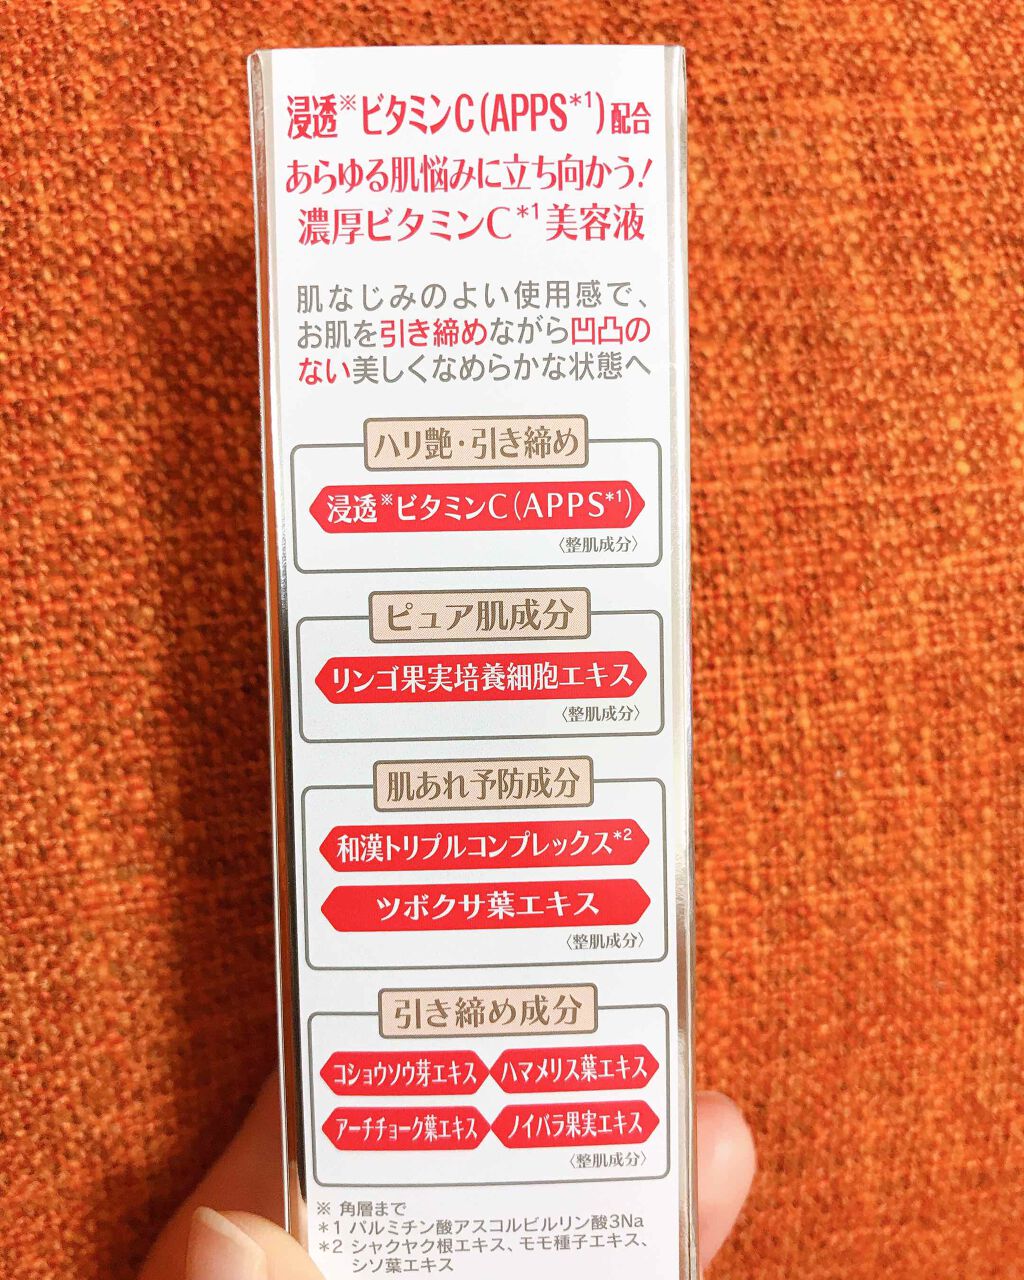 浸透※ビタミンC(APPS*1)配合
あらゆる肌悩みに立ち向かう!
濃厚ビタミンC*1美容液
肌なじみのよい使用感で、
お肌を引き締めながら凹凸の
ない美しくなめらかな状態へ
ハリ艶・引き締め
浸透※ビタミンC(APPS*1)
〈整肌成分〉
ピュア肌成分
リンゴ果実培養細胞エキス
〈整肌成分〉
肌あれ予防成分
和漢トリプルコンプレックス*2
ツボクサ葉エキス
〈整肌成分〉
引き締め成分
コショウソウ芽エキス ハマメリス葉エキス
アーチチョーク葉エキス ノイバラ果実エキス
〈整肌成分〉
※ 角層まで
*1 パルミチン酸アスコルビルリン酸3Na
*2 シャクヤク根エキス、モモ種子エキス、
シソ葉エキス